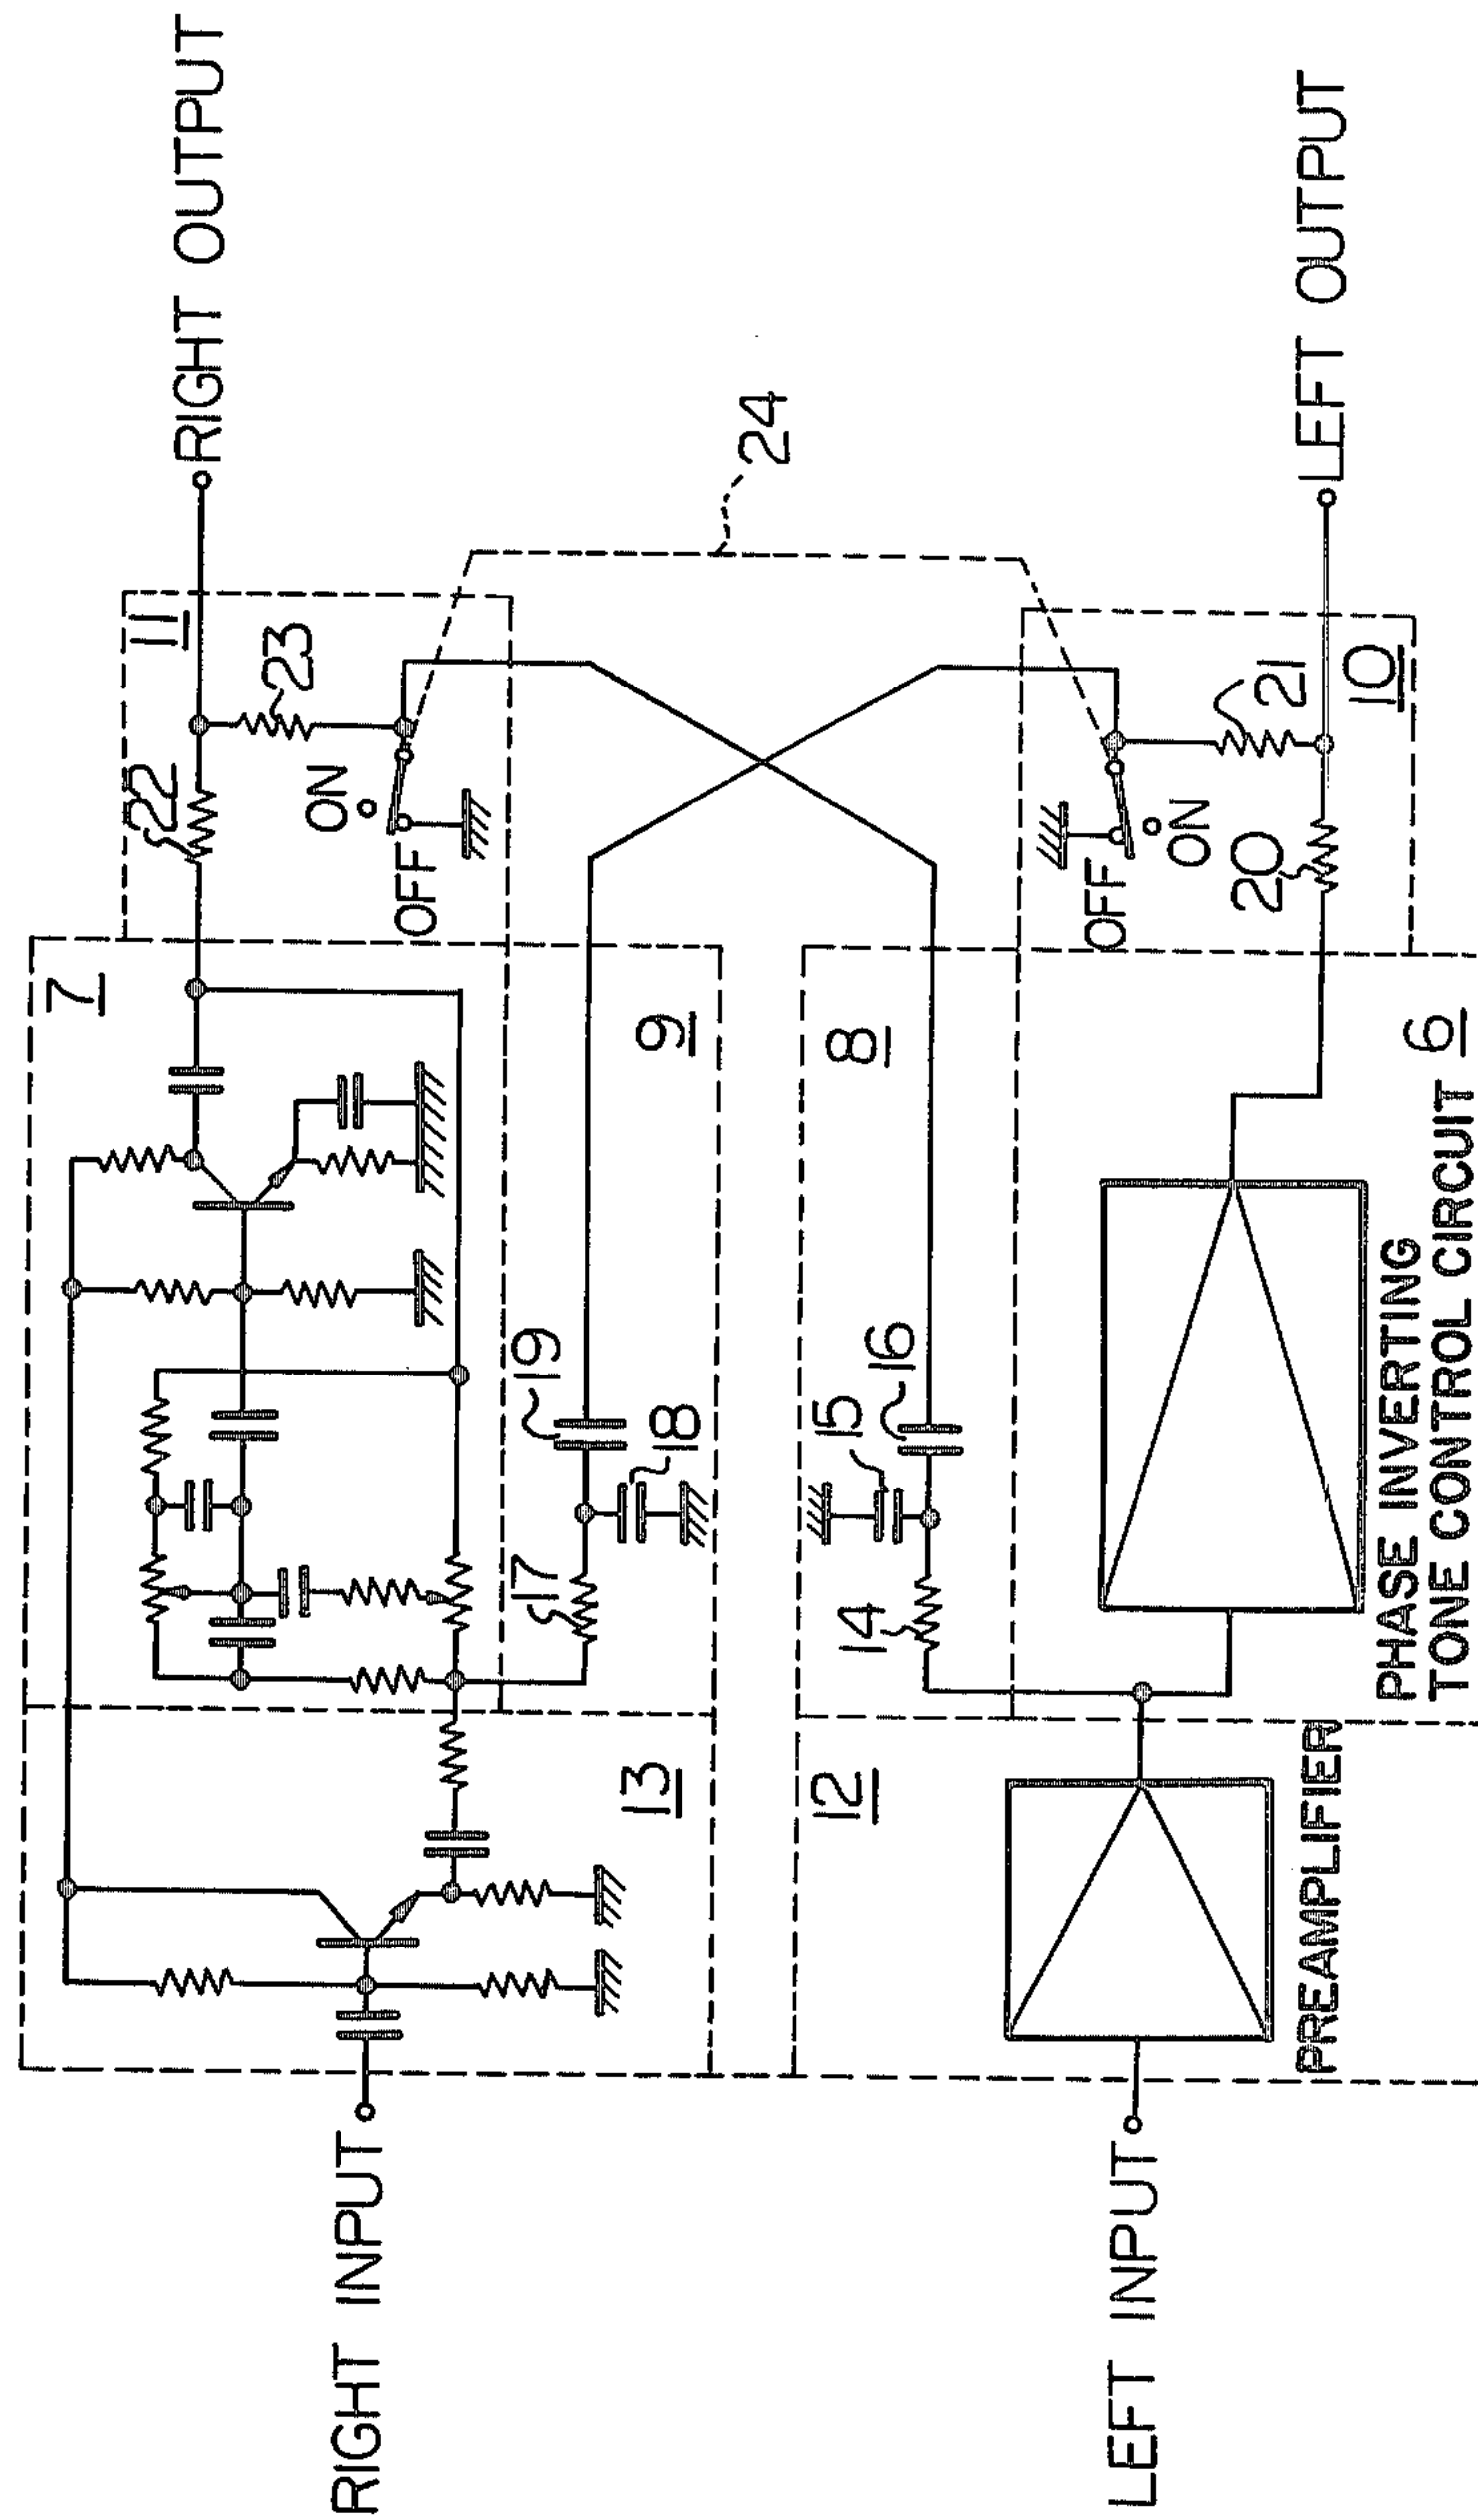 RIGHT INPUT
RIGHT OUTPUT
7
11
22
23
ON
OFF
24
13
17
19
18
9
12
14
15
16
8
OFF
ON
20
21
10
LEFT INPUT
LEFT OUTPUT
PREAMPLIFIER
PHASE INVERTING
TONE CONTROL CIRCUIT
6